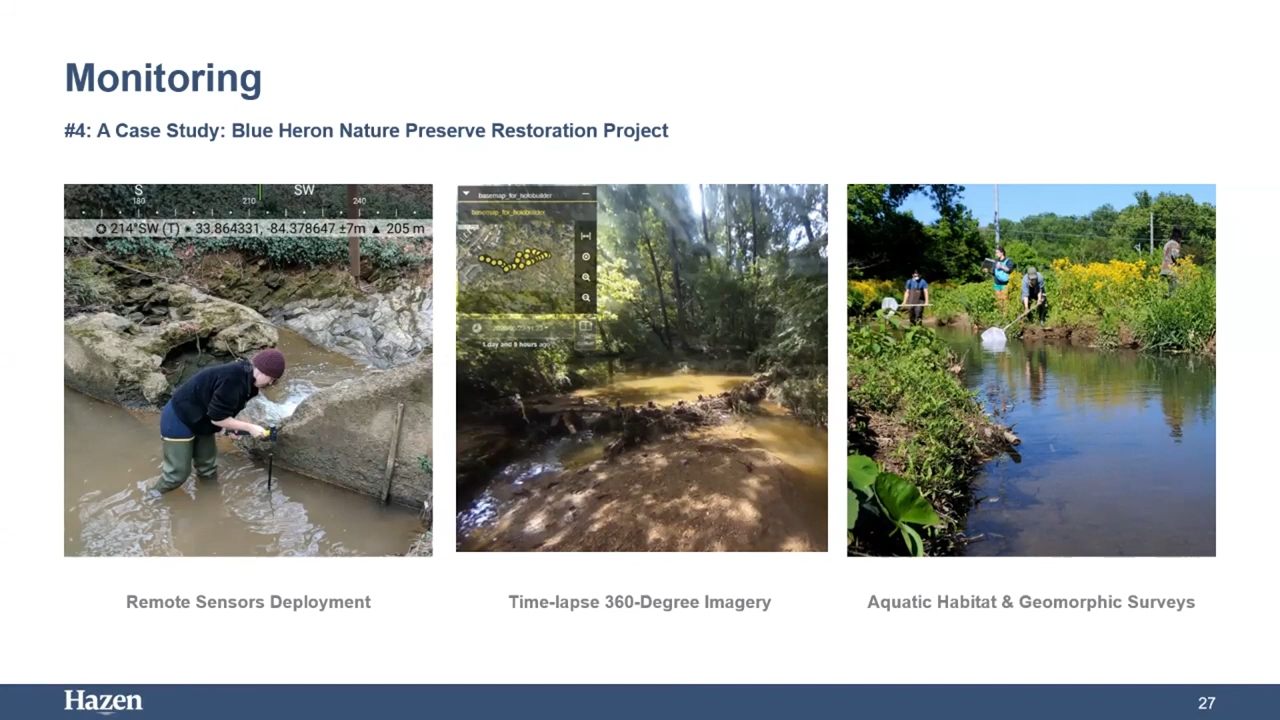 Monitoring
#4: A Case Study: Blue Heron Nature Preserve Restoration Project
S SW
180 210 240
214°SW (T) ● 33.864331, -84.378647 ±7m ▲ 205 m
basemap_for_holobuilder
basemap_for_holobuilder
1 day and 8 hours ago
Remote Sensors Deployment
Time-lapse 360-Degree Imagery
Aquatic Habitat & Geomorphic Surveys
Hazen
27